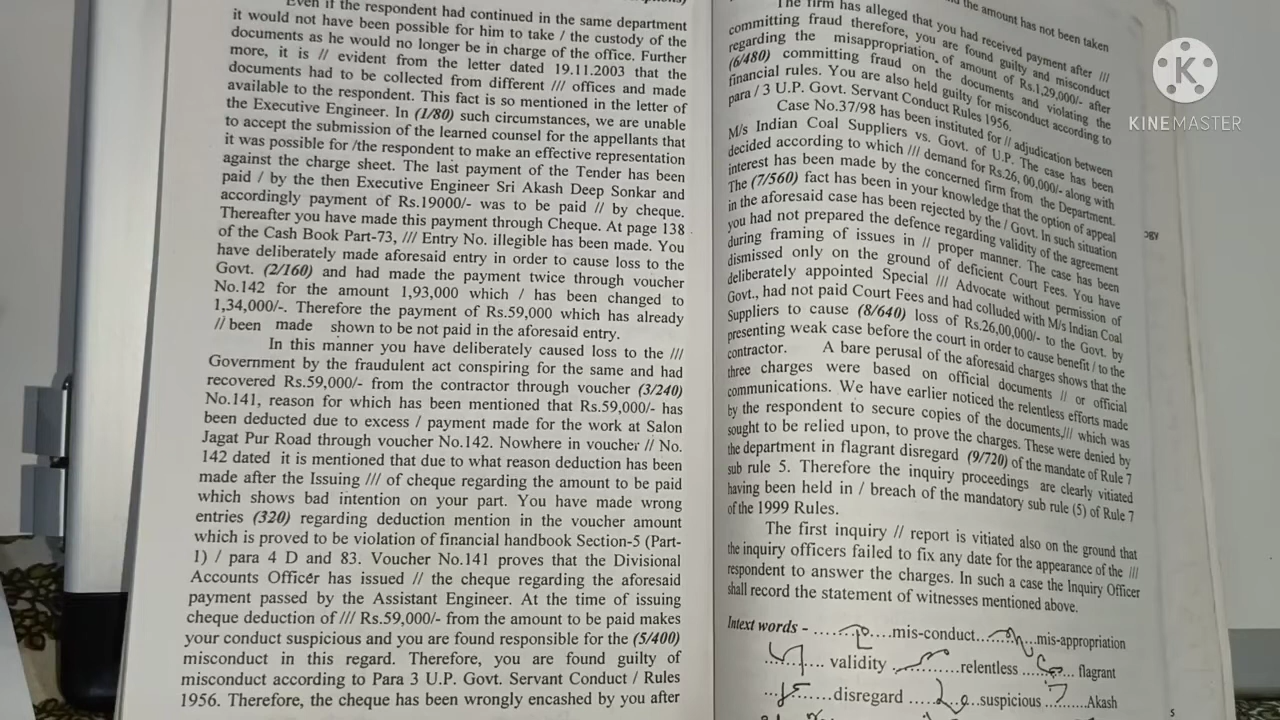 Even if the respondent had continued in the same department
it would not have been possible for him to take / the custody of the
documents as he would no longer be in charge of the office. Further
more, it is // evident from the letter dated 19.11.2003 that the
documents had to be collected from different /// offices and made
available to the respondent. This fact is so mentioned in the letter of
the Executive Engineer. In (1/80) such circumstances, we are unable
to accept the submission of the learned counsel for the appellants that
it was possible for /the respondent to make an effective representation
against the charge sheet. The last payment of the Tender has been
paid / by the then Executive Engineer Sri Akash Deep Sonkar and
accordingly payment of Rs.19000/- was to be paid // by cheque.
Thereafter you have made this payment through Cheque. At page 138
of the Cash Book Part-73, /// Entry No. illegible has been made. You
have deliberately made aforesaid entry in order to cause loss to the
Govt. (2/160) and had made the payment twice through voucher
No.142 for the amount 1,93,000 which / has been changed to
1,34,000/-. Therefore the payment of Rs.59,000 which has already
// been made shown to be not paid in the aforesaid entry.
In this manner you have deliberately caused loss to the ///
Government by the fraudulent act conspiring for the same and had
recovered Rs.59,000/- from the contractor through voucher (3/240)
No.141, reason for which has been mentioned that Rs.59,000/- has
been deducted due to excess / payment made for the work at Salon
Jagat Pur Road through voucher No.142. Nowhere in voucher // No.
142 dated it is mentioned that due to what reason deduction has been
made after the Issuing /// of cheque regarding the amount to be paid
which shows bad intention on your part. You have made wrong
entries (320) regarding deduction mention in the voucher amount
which is proved to be violation of financial handbook Section-5 (Part-
1) / para 4 D and 83. Voucher No.141 proves that the Divisional
Accounts Officer has issued // the cheque regarding the aforesaid
payment passed by the Assistant Engineer. At the time of issuing
cheque deduction of /// Rs.59,000/- from the amount to be paid makes
your conduct suspicious and you are found responsible for the (5/400)
misconduct in this regard. Therefore, you are found guilty of
misconduct according to Para 3 U.P. Govt. Servant Conduct / Rules
1956. Therefore, the cheque has been wrongly encashed by you after
the amount has not been taken
The firm has alleged that you had received payment after ///
committing fraud therefore, you are found guilty and misconduct
regarding the misappropriation of amount of Rs.1,29,000/- after
(6/480) committing fraud on the documents and violating the
financial rules. You are also held guilty for misconduct according to
para / 3 U.P. Govt. Servant Conduct Rules 1956.
Case No.37/98 has been instituted for // adjudication between
M/s Indian Coal Suppliers vs. Govt. of U.P. The case has been
decided according to which /// demand for Rs.26, 00,000/- along with
interest has been made by the concerned firm from the Department.
The (7/560) fact has been in your knowledge that the option of appeal
in the aforesaid case has been rejected by the / Govt. In such situation
you had not prepared the defence regarding validity of the agreement
during framing of issues in // proper manner. The case has been
dismissed only on the ground of deficient Court Fees. You have
deliberately appointed Special /// Advocate without permission of
Govt., had not paid Court Fees and had colluded with M/s Indian Coal
Suppliers to cause (8/640) loss of Rs.26,00,000/- to the Govt. by
presenting weak case before the court in order to cause benefit / to the
contractor. A bare perusal of the aforesaid charges shows that the
three charges were based on official documents // or official
communications. We have earlier noticed the relentless efforts made
by the respondent to secure copies of the documents,/// which was
sought to be relied upon, to prove the charges. These were denied by
the department in flagrant disregard (9/720) of the mandate of Rule 7
sub rule 5. Therefore the inquiry proceedings are clearly vitiated
having been held in / breach of the mandatory sub rule (5) of Rule 7
of the 1999 Rules.
The first inquiry // report is vitiated also on the ground that
the inquiry officers failed to fix any date for the appearance of the ///
respondent to answer the charges. In such a case the Inquiry Officer
shall record the statement of witnesses mentioned above.
Intext words - ........ ....mis-conduct.... ...mis-appropriation
........ validity ............relentless ........ flagrant
........disregard ........suspicious ..........Akash
5
K
KINEMASTER